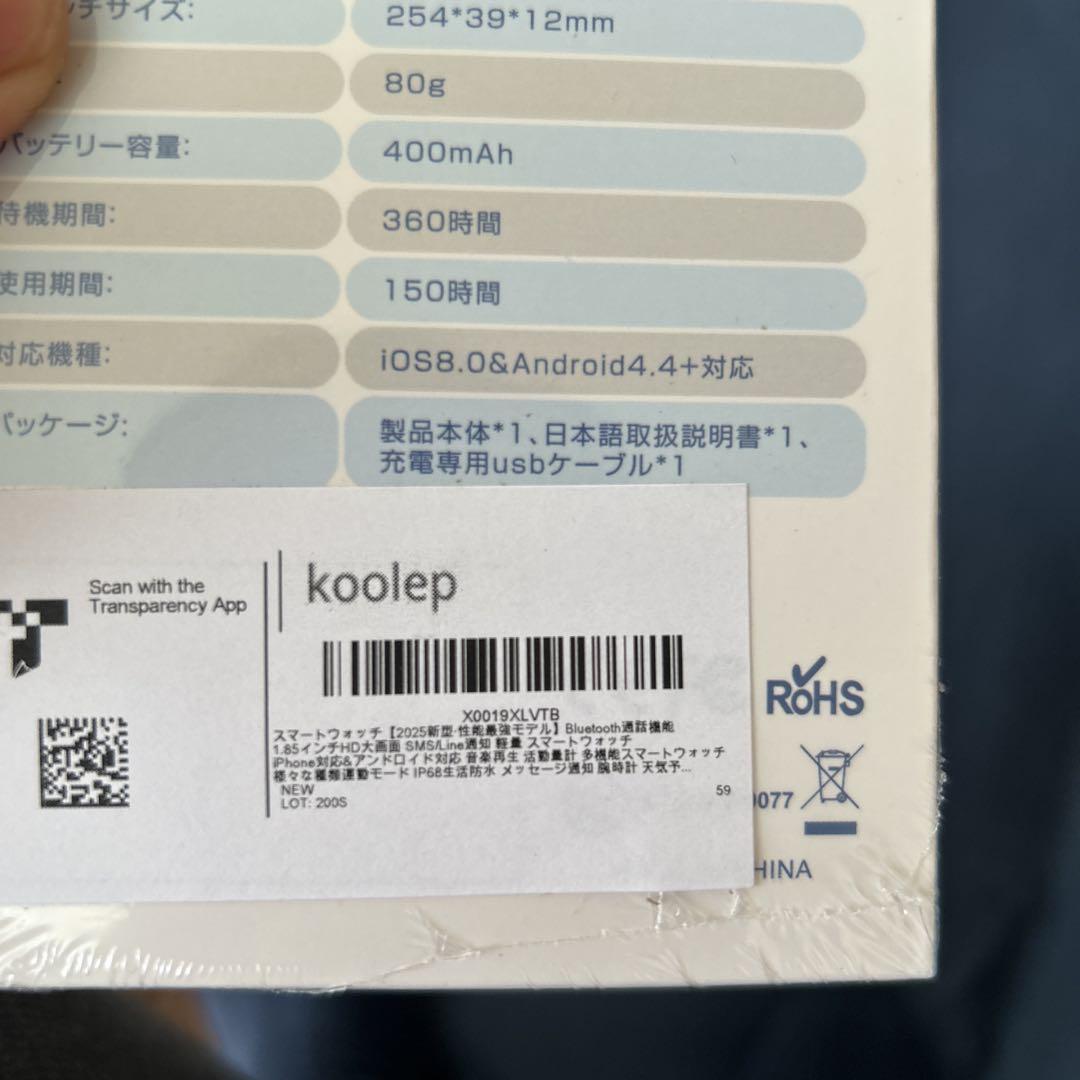 ッチサイズ:
254*39*12mm
80g
バッテリー容量:
400mAh
待機期間:
360時間
使用期間:
150時間
対応機種:
iOS8.0&Android4.4+対応
パッケージ:
製品本体*1、日本語取扱説明書*1、
充電専用usbケーブル*1
Scan with the
Transparency App
koolep
X0019XLVTB
スマートウォッチ【2025新型·性能最強モデル】Bluetooth通話機能
1.85インチHD大画面 SMS/Line通知 軽量 スマートウォッチ
iPhone対応&アンドロイド対応 音楽再生 活動量計 多機能スマートウォッチ
様々な種類運動モード IP68生活防水 メッセージ通知 腕時計 天気予...
NEW
59
LOT: 200S
RoHS
0077
HINA